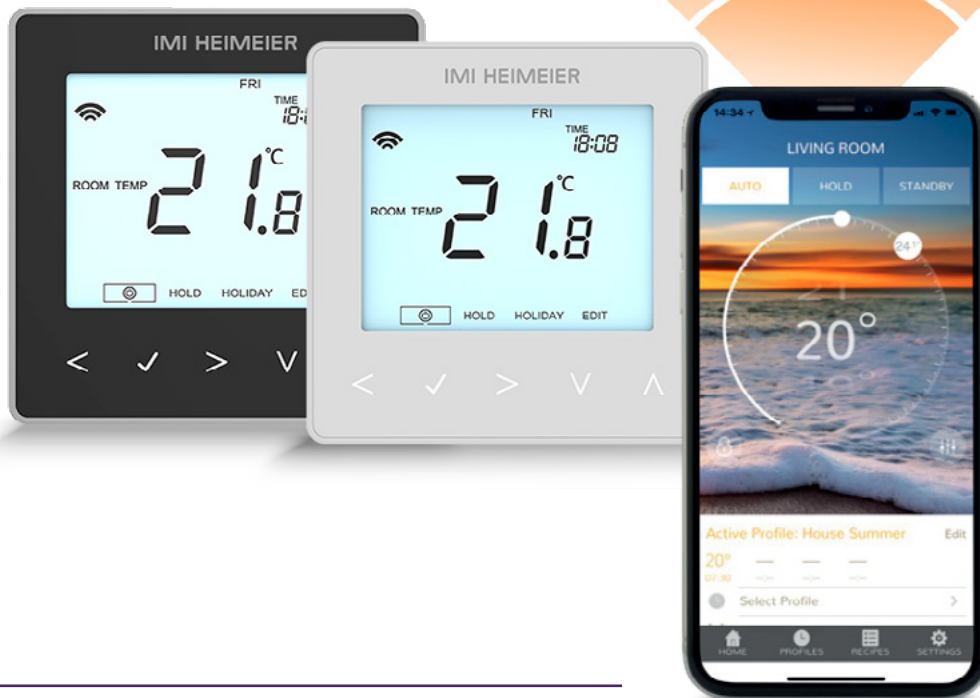 IMI HEIMEIER
FRI
TIME
ROOM TEMP
21.8
°C
HOLD HOLIDAY
IMI HEIMEIER
FRI
TIME
18:08
ROOM TEMP
21.8
°C
HOLD HOLIDAY EDIT
14:34
LIVING ROOM
AUTO HOLD STANDBY
24
20°
Active Profile: House Summer Edit
20°
07:30
Select Profile
HOME PROFILES RECIPES SETTINGS